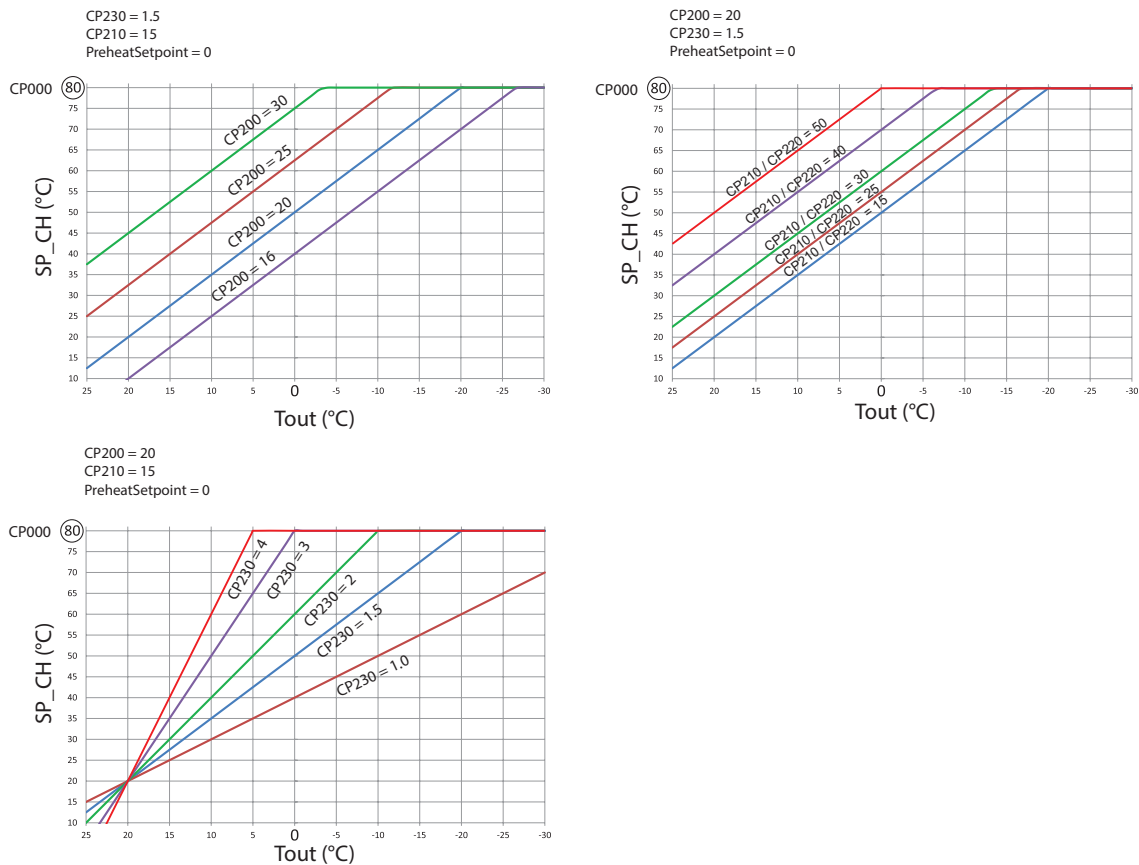 CP230 = 1.5
CP210 = 15
PreheatSetpoint = 0
CP000 80
75
70
65
60
55
50
45
40
35
30
25
20
15
10
SP_CH (°C)
CP200 = 30
CP200 = 25
CP200 = 20
CP200 = 16
25 20 15 10 5 0 -5 -10 -15 -20 -25 -30
Tout (°C)
CP200 = 20
CP230 = 1.5
PreheatSetpoint = 0
CP000 80
75
70
65
60
55
50
45
40
35
30
25
20
15
10
SP_CH (°C)
CP210 / CP220 = 50
CP210 / CP220 = 40
CP210 / CP220 = 30
CP210 / CP220 = 25
CP210 / CP220 = 15
25 20 15 10 5 0 -5 -10 -15 -20 -25 -30
Tout (°C)
CP200 = 20
CP210 = 15
PreheatSetpoint = 0
CP000 80
75
70
65
60
55
50
45
40
35
30
20
15
10
SP_CH (°C)
CP230 = 4
CP230 = 3
CP230 = 2
CP230 = 1.5
CP230 = 1.0
25 20 15 10 5 0 -5 -10 -15 -20 -25 -30
Tout (°C)